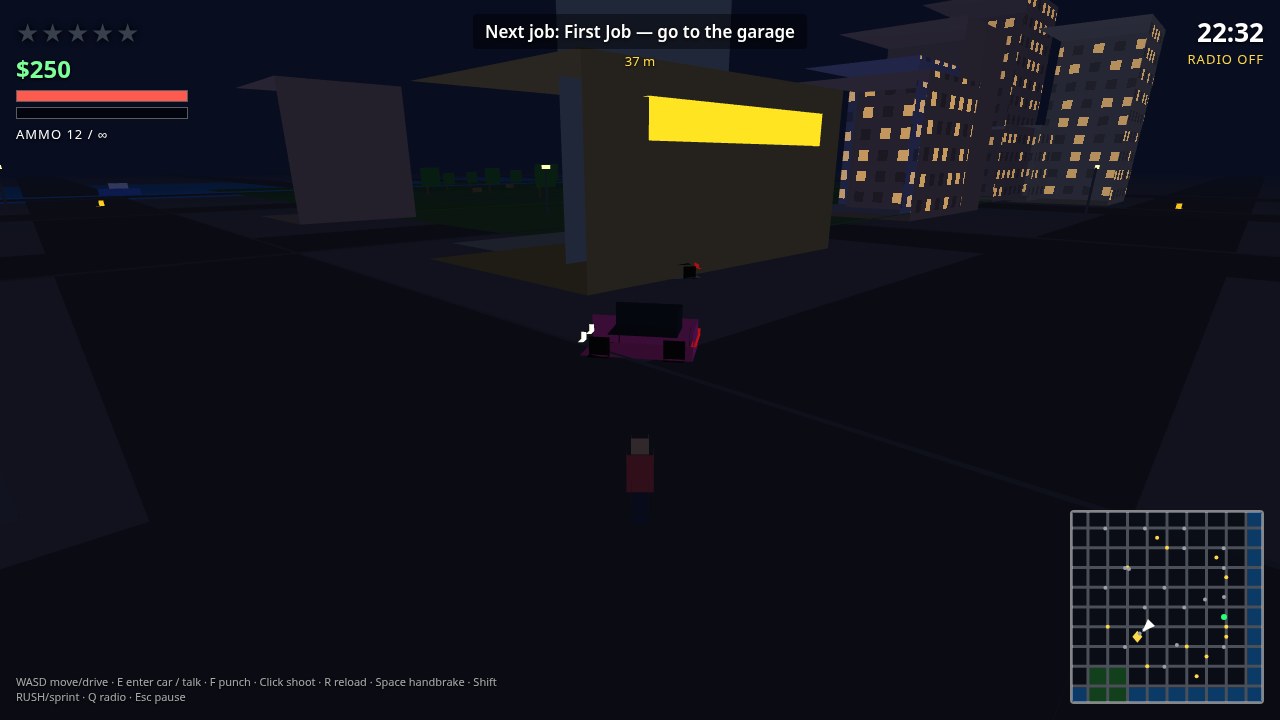 Next job: First Job — go to the garage
37 m
22:32
RADIO OFF
$250
AMMO 12 / ∞
WASD move/drive · E enter car / talk · F punch · Click shoot · R reload · Space handbrake · Shift
RUSH/sprint · Q radio · Esc pause